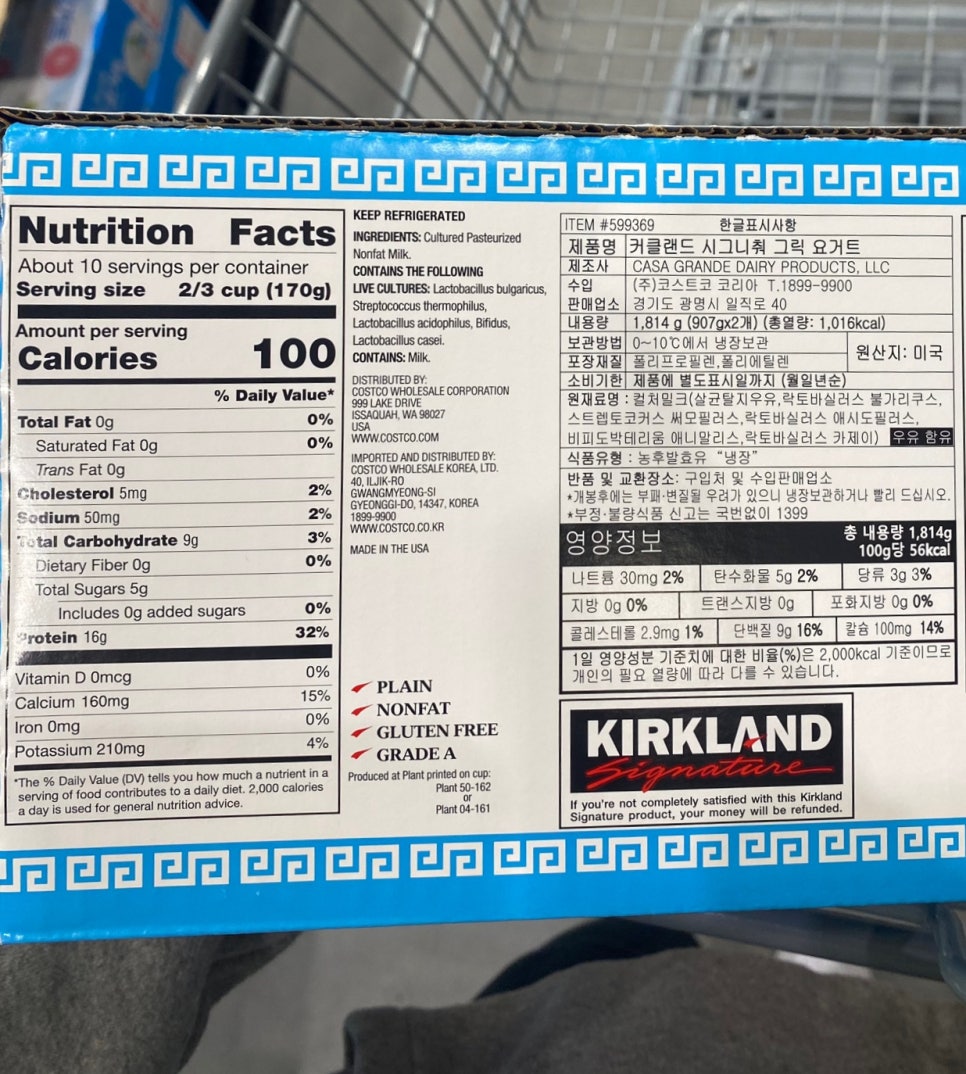 Nutrition Facts
About 10 servings per container
Serving size 2/3 cup (170g)
Amount per serving
Calories 100
% Daily Value*
Total Fat 0g 0%
Saturated Fat 0g 0%
Trans Fat 0g
Cholesterol 5mg 2%
Sodium 50mg 2%
Total Carbohydrate 9g 3%
Dietary Fiber 0g 0%
Total Sugars 5g
Includes 0g added sugars 0%
Protein 16g 32%
Vitamin D 0mcg 0%
Calcium 160mg 15%
Iron 0mg 0%
Potassium 210mg 4%
*The % Daily Value (DV) tells you how much a nutrient in a
serving of food contributes to a daily diet. 2,000 calories
a day is used for general nutrition advice.
KEEP REFRIGERATED
INGREDIENTS: Cultured Pasteurized
Nonfat Milk.
CONTAINS THE FOLLOWING
LIVE CULTURES: Lactobacillus bulgaricus,
Streptococcus thermophilus,
Lactobacillus acidophilus, Bifidus,
Lactobacillus casei.
CONTAINS: Milk.
DISTRIBUTED BY:
COSTCO WHOLESALE CORPORATION
999 LAKE DRIVE
ISSAQUAH, WA 98027
USA
WWW.COSTCO.COM
IMPORTED AND DISTRIBUTED BY:
COSTCO WHOLESALE KOREA, LTD.
40, ILJIK-RO
GWANGMYEONG-SI
GYEONGGI-DO, 14347, KOREA
1899-9900
WWW.COSTCO.CO.KR
MADE IN THE USA
PLAIN
NONFAT
GLUTEN FREE
GRADE A
Produced at Plant printed on cup:
Plant 50-162
or
Plant 04-161
ITEM #599369 한글표시사항
제품명 커클랜드 시그니춰 그릭 요거트
제조사 CASA GRANDE DAIRY PRODUCTS, LLC
수입 (주)코스트코 코리아 T.1899-9900
판매업소 경기도 광명시 일직로 40
내용량 1,814 g (907gx2개) (총열량: 1,016kcal)
보관방법 0~10℃에서 냉장보관
포장재질 폴리프로필렌,폴리에틸렌
원산지: 미국
소비기한 제품에 별도표시일까지 (월일년순)
원재료명 : 컬처밀크(살균탈지우유,락토바실러스 불가리쿠스,
스트렙토코커스 써모필러스,락토바실러스 애시도필러스,
비피도박테리움 애니말리스,락토바실러스 카제이) 우유 함유
식품유형 : 농후발효유 “냉장”
반품 및 교환장소: 구입처 및 수입판매업소
*개봉후에는 부패·변질될 우려가 있으니 냉장보관하거나 빨리 드십시오.
*부정·불량식품 신고는 국번없이 1399
영양정보 총 내용량 1,814g
100g당 56kcal
나트륨 30mg 2% 탄수화물 5g 2% 당류 3g 3%
지방 0g 0% 트랜스지방 0g 포화지방 0g 0%
콜레스테롤 2.9mg 1% 단백질 9g 16% 칼슘 100mg 14%
1일 영양성분 기준치에 대한 비율(%)은 2,000kcal 기준이므로
개인의 필요 열량에 따라 다를 수 있습니다.
KIRKLAND
Signature
If you're not completely satisfied with this Kirkland
Signature product, your money will be refunded.